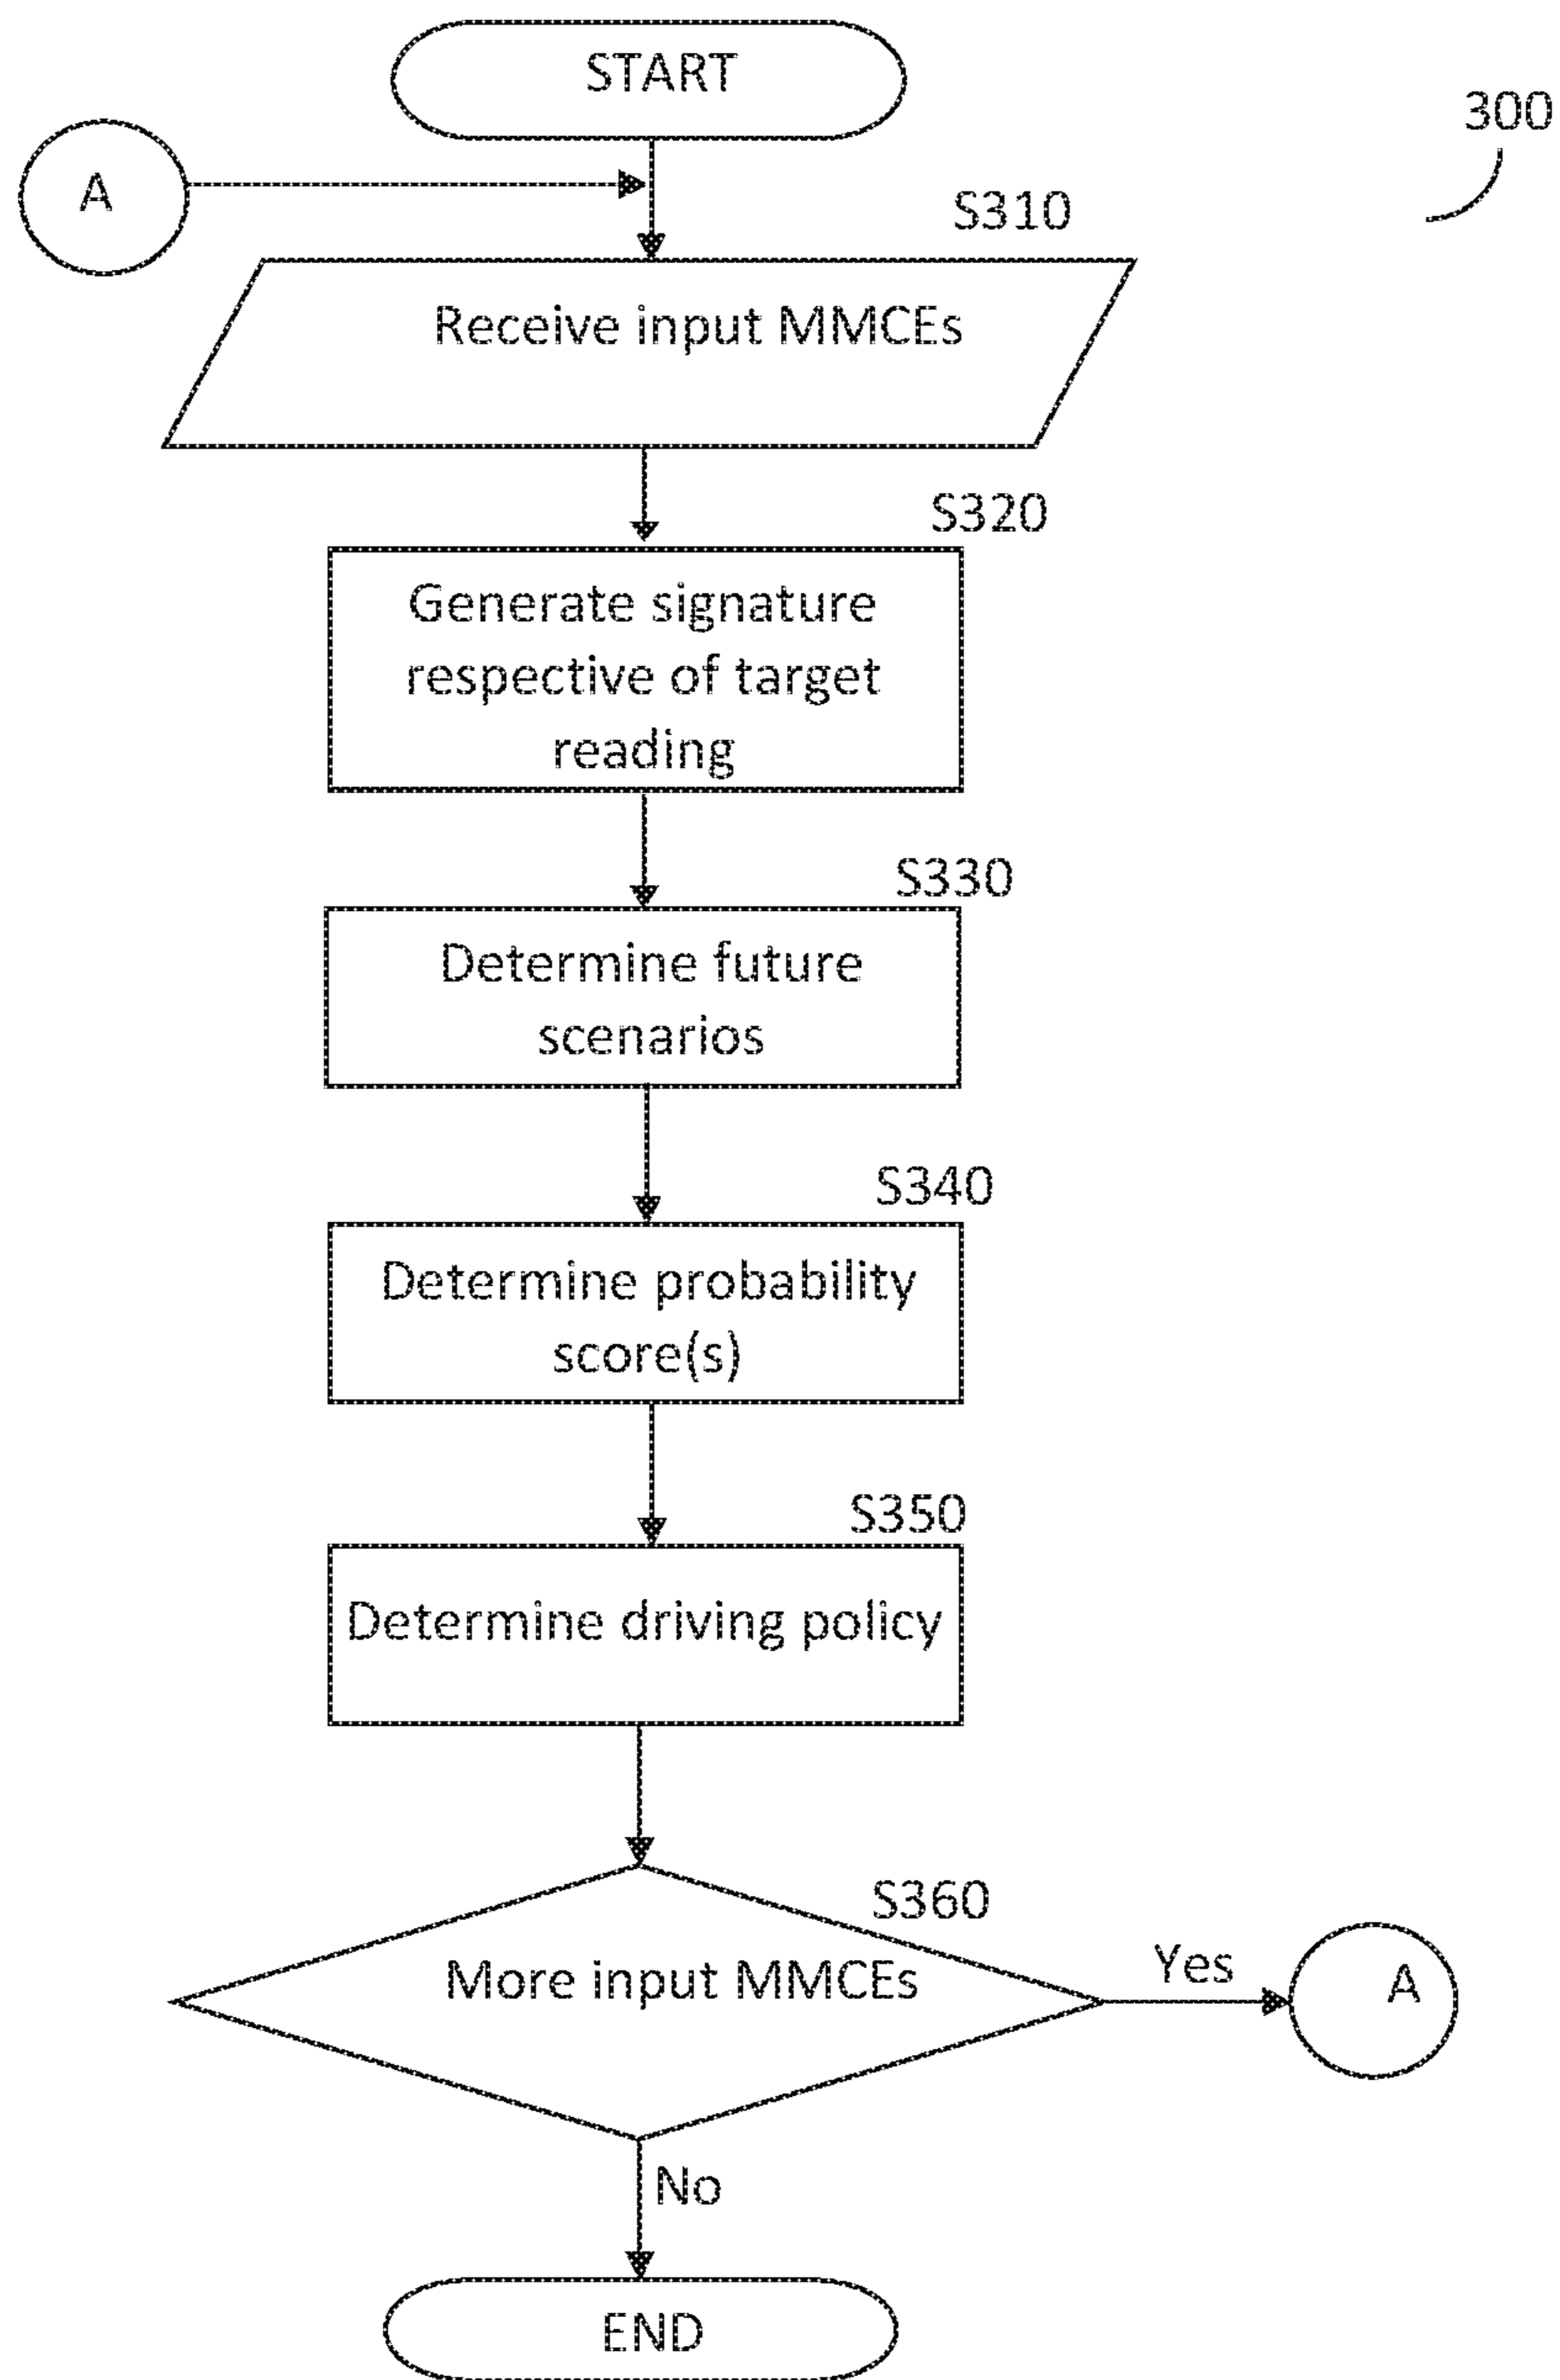 START
A
300
S310
Receive input MMCEs
S320
Generate signature
respective of target
reading
S330
Determine future
scenarios
S340
Determine probability
score(s)
S350
Determine driving policy
S360
More input MMCEs
Yes
A
No
END